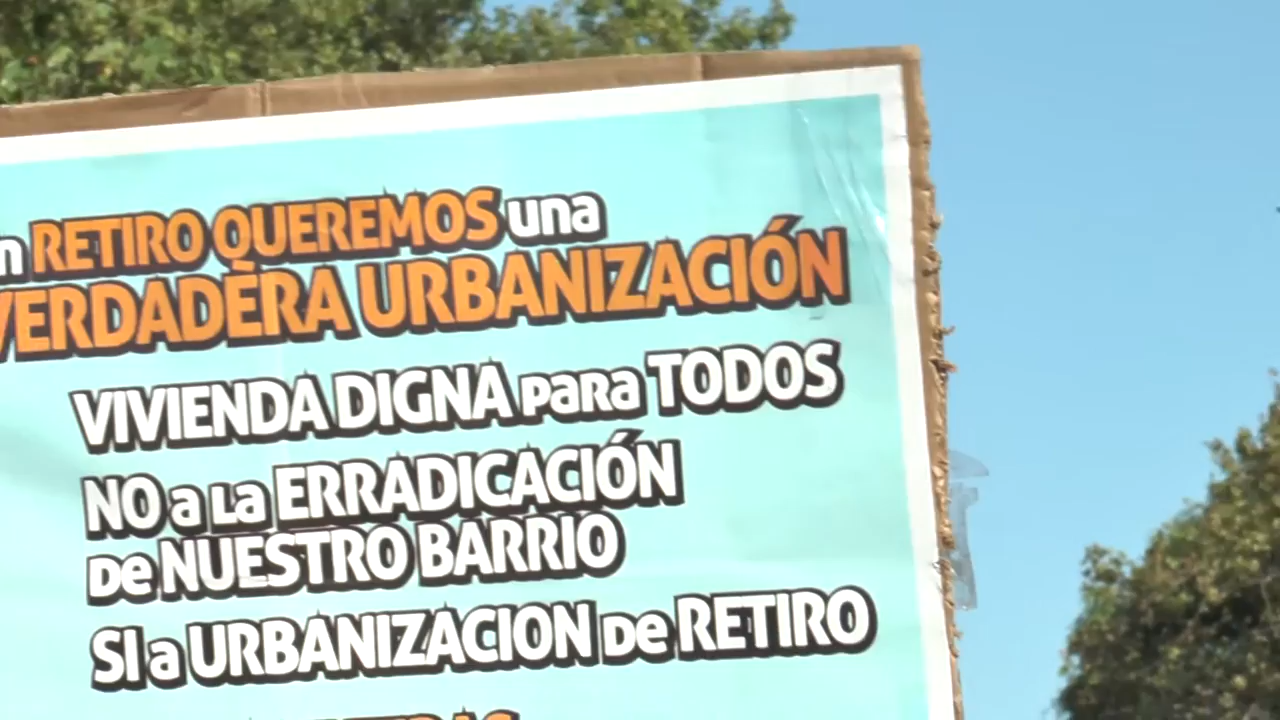 n RETIRO QUEREMOS una
VERDADERA URBANIZACIÓN
VIVIENDA DIGNA para TODOS
NO a la ERRADICACIÓN
de NUESTRO BARRIO
SI a URBANIZACION de RETIRO